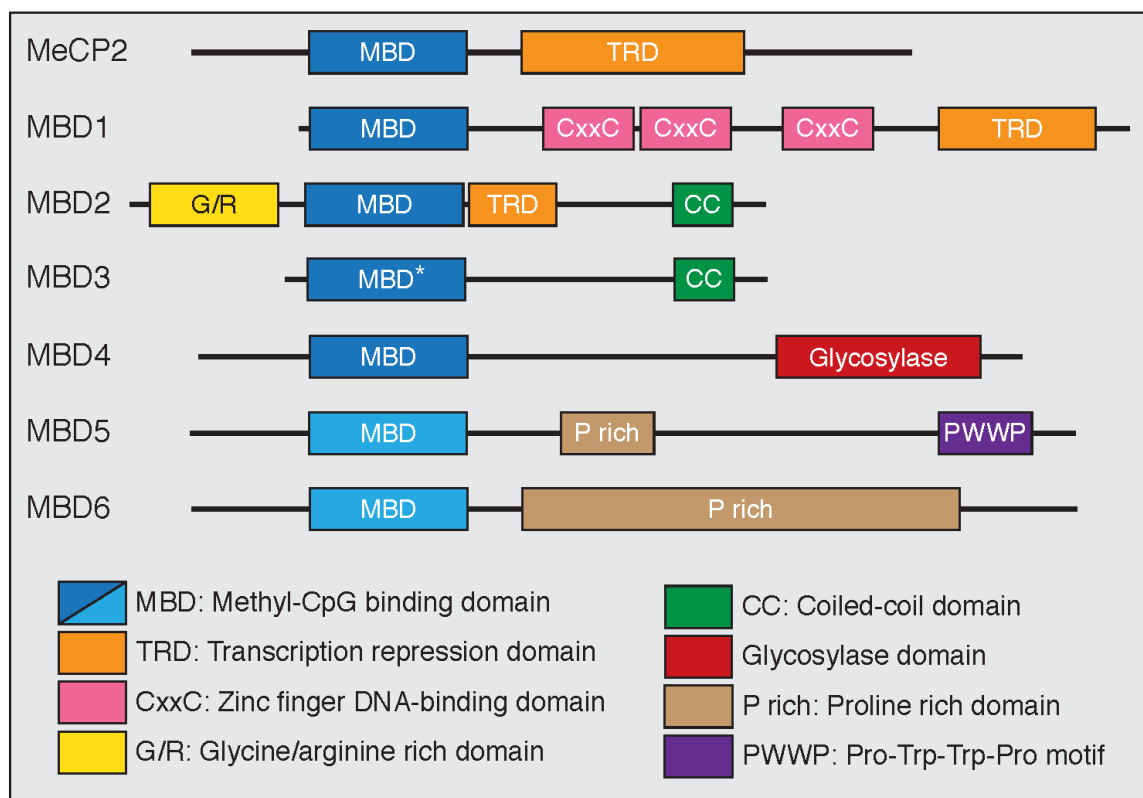 MeCP2 MBD TRD
MBD1 MBD CxxC CxxC CxxC TRD
MBD2 G/R MBD TRD CC
MBD3 MBD* CC
MBD4 MBD Glycosylase
MBD5 MBD P rich PWWP
MBD6 MBD P rich
MBD: Methyl-CpG binding domain
TRD: Transcription repression domain
CxxC: Zinc finger DNA-binding domain
G/R: Glycine/arginine rich domain
CC: Coiled-coil domain
Glycosylase domain
P rich: Proline rich domain
PWWP: Pro-Trp-Trp-Pro motif